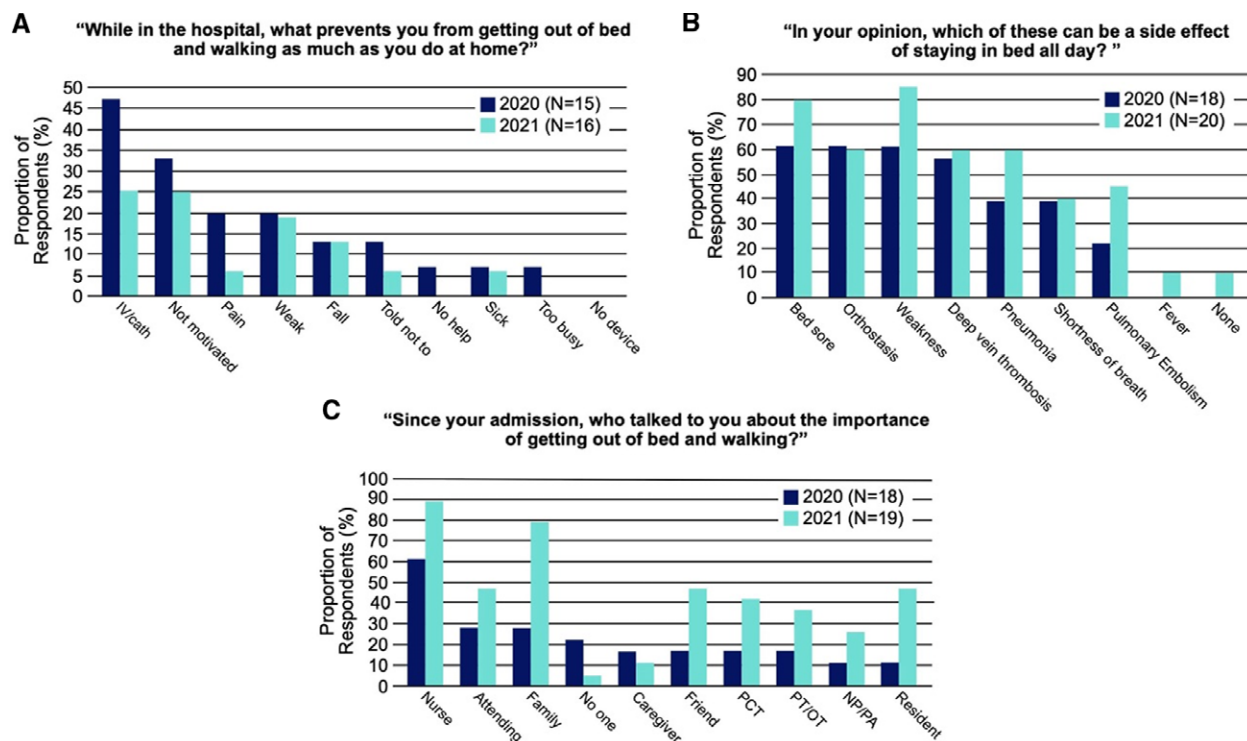 A
“While in the hospital, what prevents you from getting out of bed
and walking as much as you do at home?”
Proportion of
Respondents (%)
50
45
40
35
30
25
20
15
10
5
0
2020 (N=15)
2021 (N=16)
IV/cath
Not motivated
Pain
Weak
Fall
Told not to
No help
Sick
Too busy
No device
B
“In your opinion, which of these can be a side effect
of staying in bed all day? ”
Proportion of
Respondents (%)
90
80
70
60
50
40
30
20
10
0
2020 (N=18)
2021 (N=20)
Bed sore
Orthostasis
Weakness
Deep vein thrombosis
Pneumonia
Shortness of breath
Pulmonary Embolism
Fever
None
C
“Since your admission, who talked to you about the importance
of getting out of bed and walking?”
Proportion of
Respondents (%)
100
90
80
70
60
50
40
30
20
10
0
2020 (N=18)
2021 (N=19)
Nurse
Attending
Family
No one
Caregiver
Friend
PCT
PT/OT
NP/PA
Resident